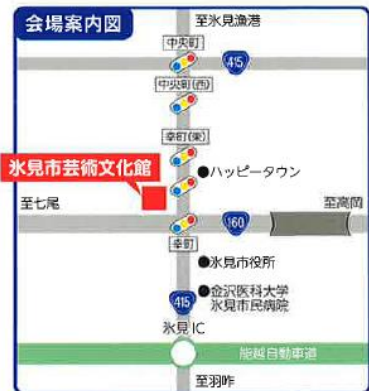 会場案内図
至氷見漁港
中央町
415
中央町(西)
幸町(東)
氷見市芸術文化館
ハッピータウン
至七尾
至高岡
160
幸町
氷見市役所
415
金沢医科大学
氷見市民病院
氷見IC
能越自動車道
至羽咋